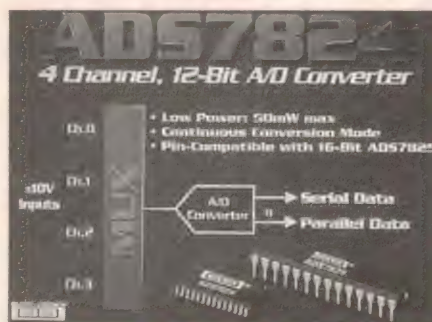 ADS7824
4 Channel, 12-Bit A/D Converter
• Low Power: 50mW max
• Continuous Conversion Mode
• Pin-Compatible with 16-Bit ADS7825
Ch.0
Ch.1
±10V
Inputs
Ch.2
Ch.3
MUX
A/D
Converter
Serial Data
Parallel Data